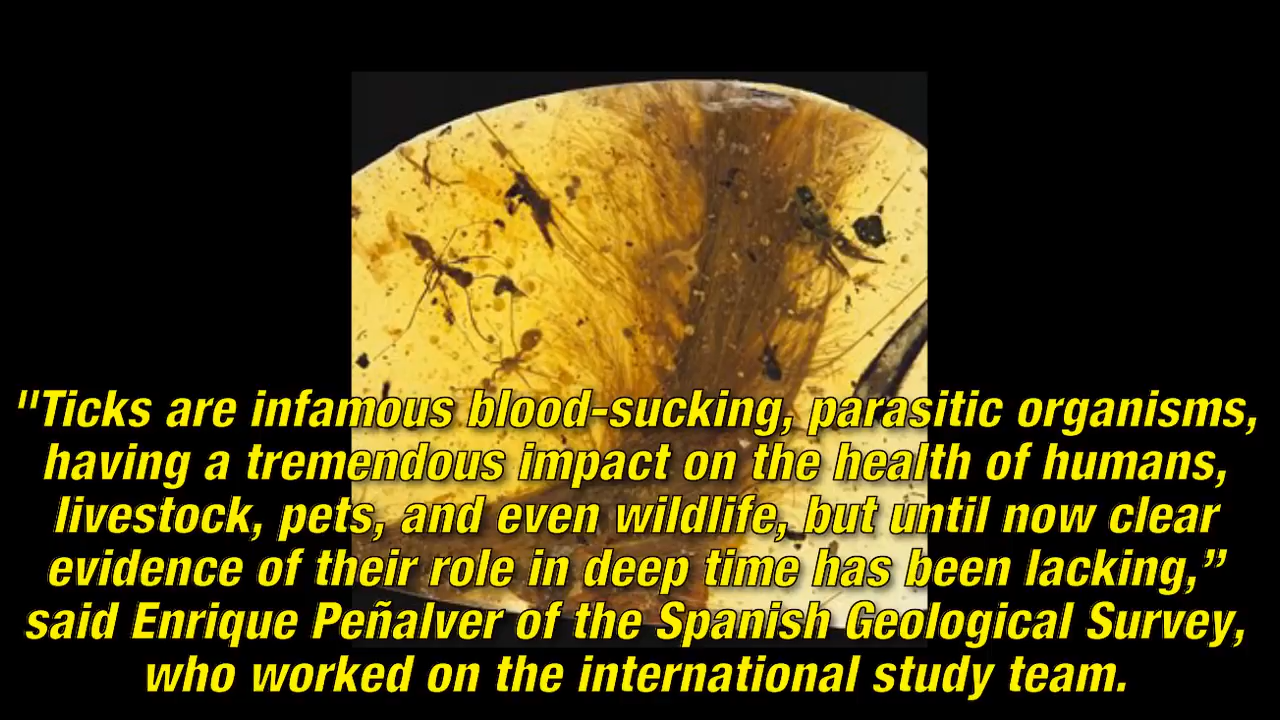 "Ticks are infamous blood-sucking, parasitic organisms,
having a tremendous impact on the health of humans,
livestock, pets, and even wildlife, but until now clear
evidence of their role in deep time has been lacking,”
said Enrique Peñalver of the Spanish Geological Survey,
who worked on the international study team.